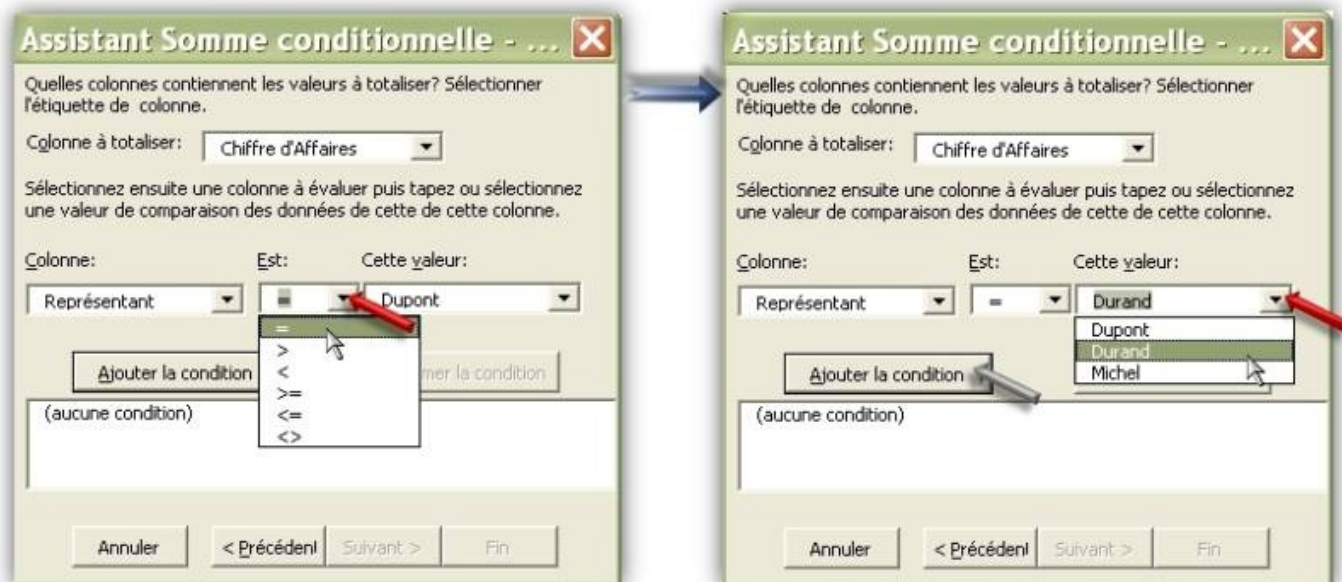 Assistant Somme conditionnelle - ...
Quelles colonnes contiennent les valeurs à totaliser? Sélectionner
l'étiquette de colonne.
Colonne à totaliser: Chiffre d'Affaires
Sélectionnez ensuite une colonne à évaluer puis tapez ou sélectionnez
une valeur de comparaison des données de cette de cette colonne.
Colonne: Est: Cette valeur:
Représentant = Dupont
=
>
<
>=
<=
<>
Ajouter la condition mer la condition
(aucune condition)
Annuler < Précédent Suivant > Fin
Assistant Somme conditionnelle - ...
Quelles colonnes contiennent les valeurs à totaliser? Sélectionner
l'étiquette de colonne.
Colonne à totaliser: Chiffre d'Affaires
Sélectionnez ensuite une colonne à évaluer puis tapez ou sélectionnez
une valeur de comparaison des données de cette de cette colonne.
Colonne: Est: Cette valeur:
Représentant = Durand
Dupont
Durand
Michel
Ajouter la condition
(aucune condition)
Annuler < Précédent Suivant > Fin